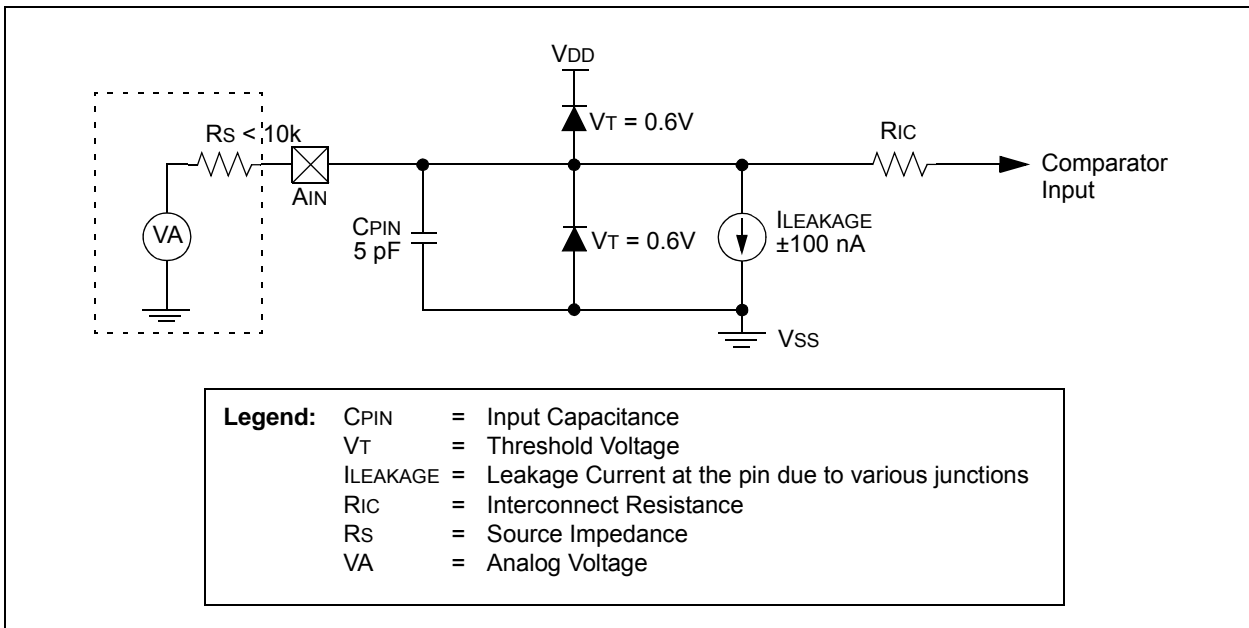 VDD
VT = 0.6V
RS < 10k
RIC
AIN
Comparator
Input
VA
CPIN
5 pF
VT = 0.6V
ILEAKAGE
±100 nA
VSS
Legend: CPIN = Input Capacitance
VT = Threshold Voltage
ILEAKAGE = Leakage Current at the pin due to various junctions
RIC = Interconnect Resistance
RS = Source Impedance
VA = Analog Voltage